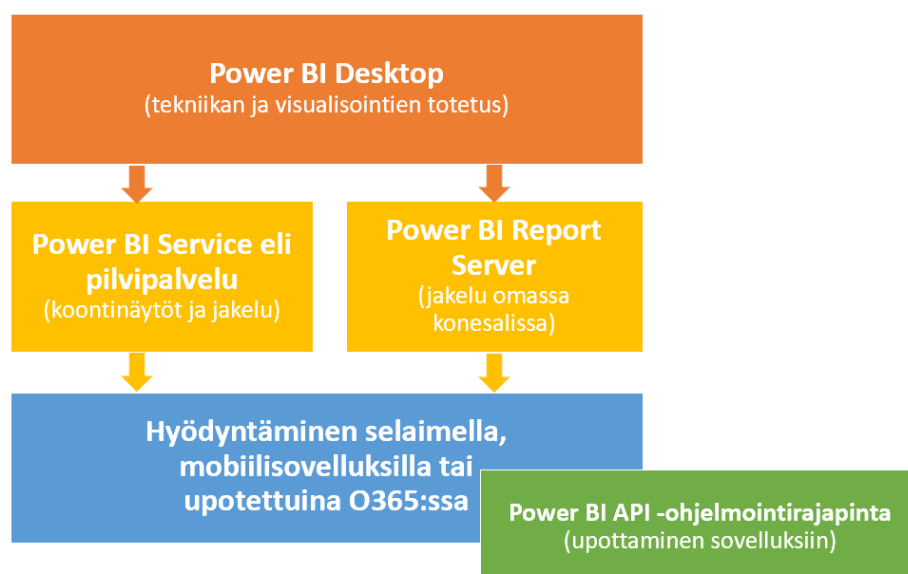 Power BI Desktop
(tekniikan ja visualisointien totetus)
Power BI Service eli
pilvipalvelu
(koontinäytöt ja jakelu)
Power BI Report
Server
(jakelu omassa
konesalissa)
Hyödyntäminen selaimella,
mobiilisovelluksilla tai
upotettuina O365:ssa
Power BI API -ohjelmointirajapinta
(upottaminen sovelluksiin)